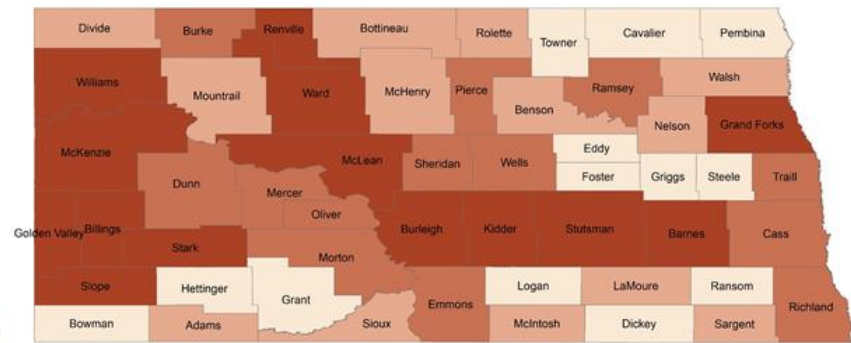 Divide
Burke
Renville
Bottineau
Rolette
Towner
Cavalier
Pembina
Williams
Mountrail
Ward
McHenry
Pierce
Benson
Ramsey
Walsh
Nelson
Grand Forks
McKenzie
Dunn
McLean
Sheridan
Wells
Eddy
Foster
Griggs
Steele
Traill
Mercer
Oliver
Golden Valley
Billings
Stark
Morton
Burleigh
Kidder
Stutsman
Barnes
Cass
Slope
Hettinger
Grant
Emmons
Logan
LaMoure
Ransom
Richland
Bowman
Adams
Sioux
McIntosh
Dickey
Sargent